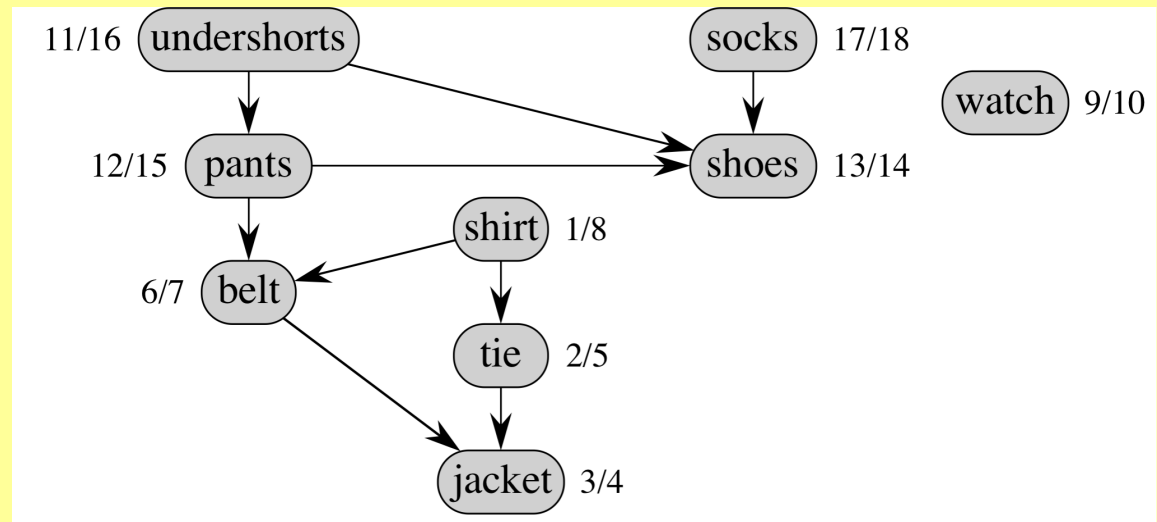 11/16 undershorts socks 17/18
watch 9/10
12/15 pants shoes 13/14
shirt 1/8
6/7 belt
tie 2/5
jacket 3/4